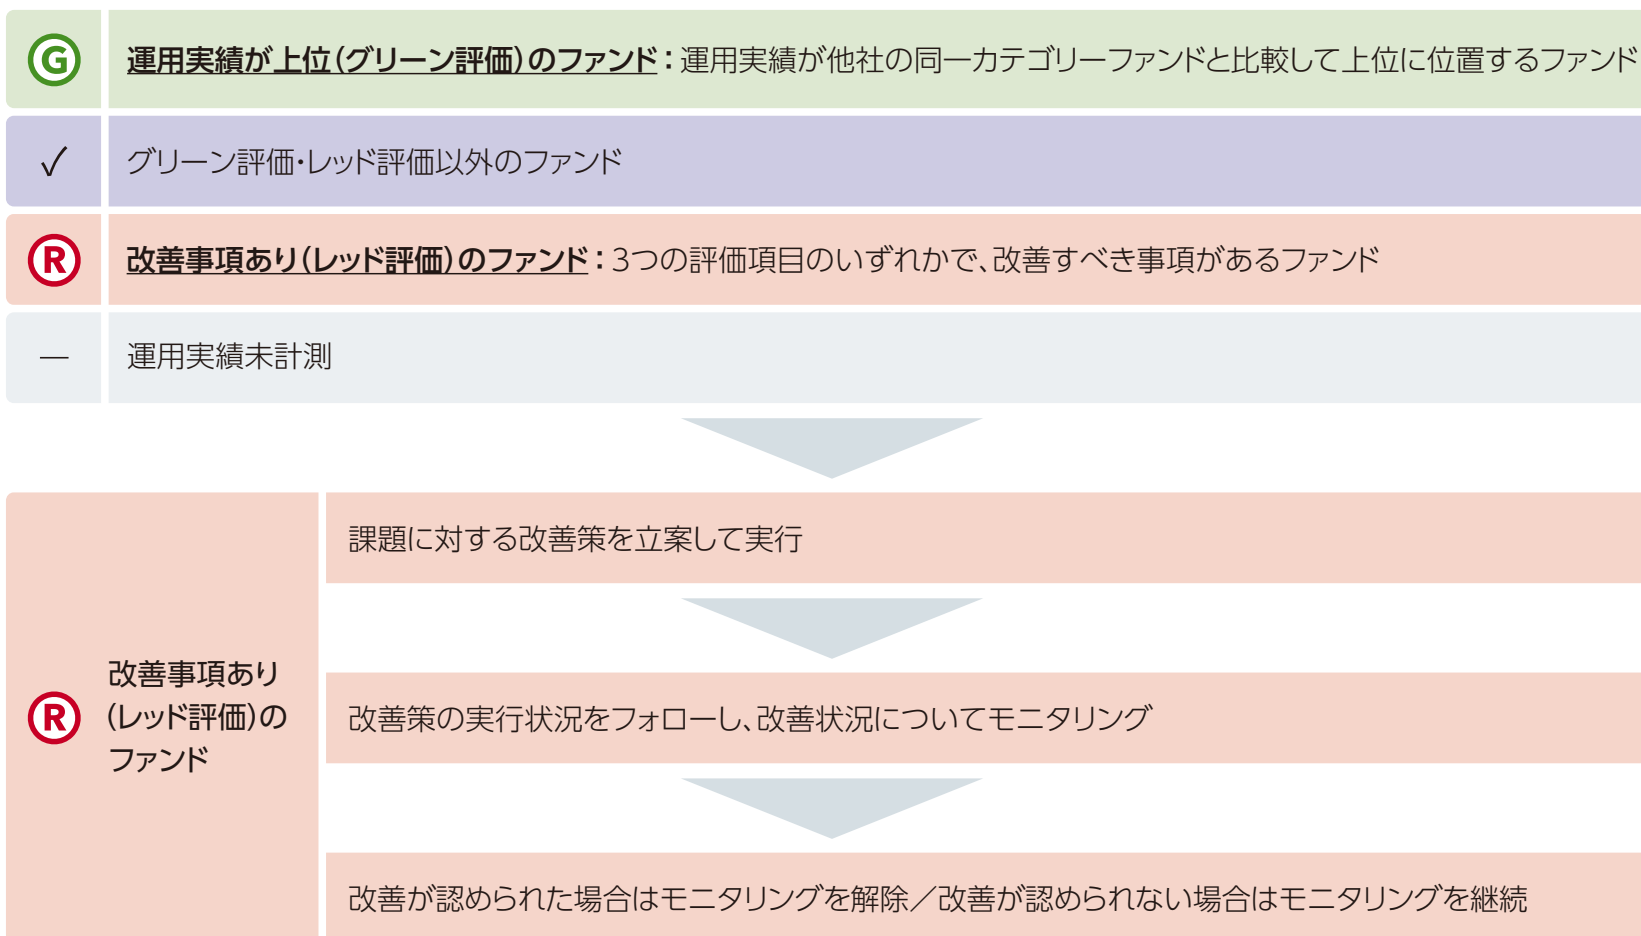 G
運用実績が上位（グリーン評価）のファンド：運用実績が他社の同一カテゴリーファンドと比較して上位に位置するファンド
✓
グリーン評価・レッド評価以外のファンド
R
改善事項あり（レッド評価）のファンド：3つの評価項目のいずれかで、改善すべき事項があるファンド
—
運用実績未計測
課題に対する改善策を立案して実行
R
改善事項あり
（レッド評価）の
ファンド
改善策の実行状況をフォローし、改善状況についてモニタリング
改善が認められた場合はモニタリングを解除／改善が認められない場合はモニタリングを継続